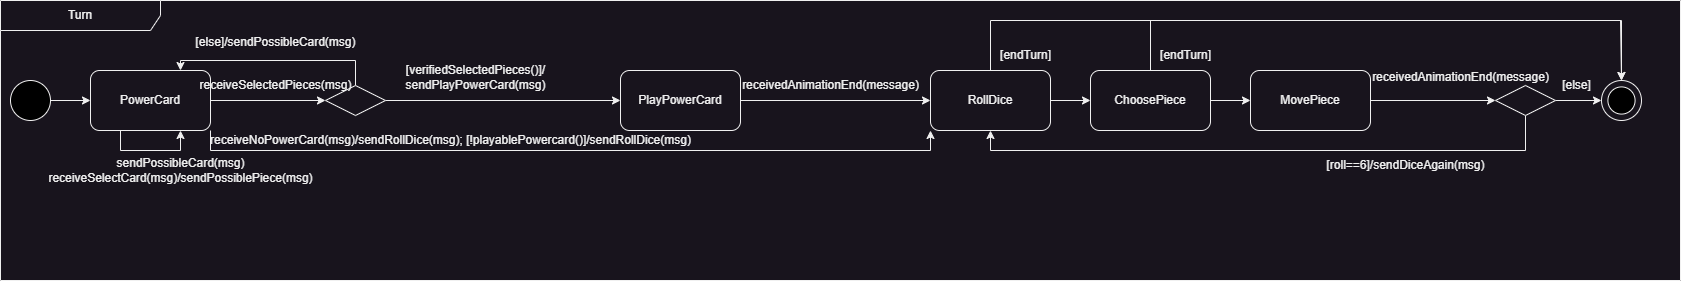 Turn
[else]/sendPossibleCard(msg)
[endTurn]
[endTurn]
[verifiedSelectedPieces()]/
sendPlayPowerCard(msg)
receiveSelectedPieces(msg)
receivedAnimationEnd(message)
receivedAnimationEnd(message)
[else]
PowerCard
PlayPowerCard
RollDice
ChoosePiece
MovePiece
receiveNoPowerCard(msg)/sendRollDice(msg); [!playablePowercard()]/sendRollDice(msg)
sendPossibleCard(msg)
receiveSelectCard(msg)/sendPossiblePiece(msg)
[roll==6]/sendDiceAgain(msg)